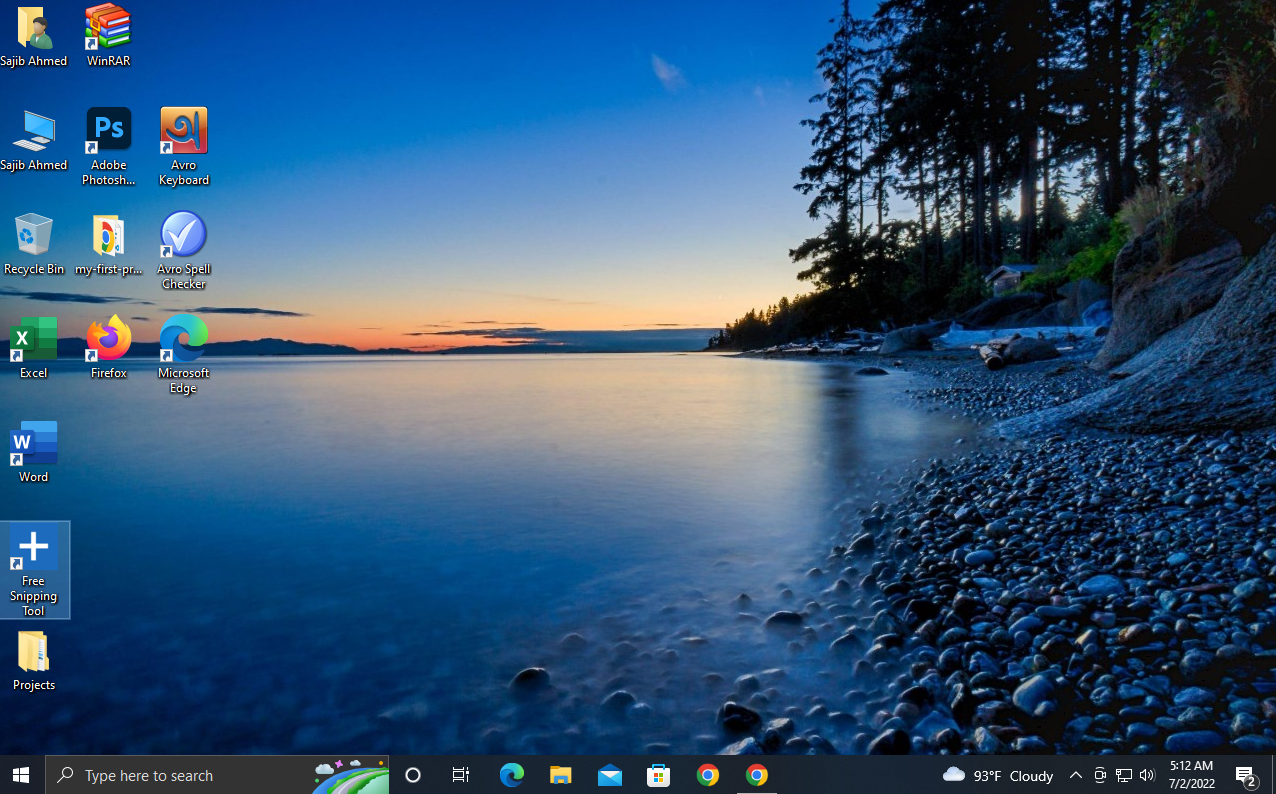 Sajib Ahmed
WinRAR
Sajib Ahmed
Ps
Adobe
Photosh...
অ
Avro
Keyboard
Recycle Bin
my-first-pr...
Avro Spell
Checker
X
Excel
Firefox
Microsoft
Edge
W
Word
Free
Snipping
Tool
Projects
Type here to search
93°F Cloudy
5:12 AM
7/2/2022
2